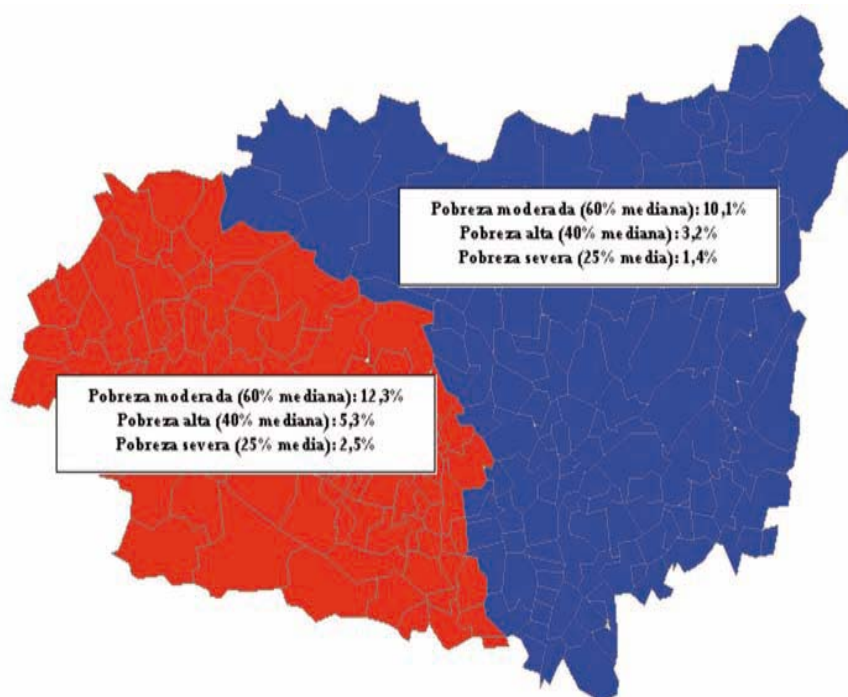 Pobreza moderada (60% mediana): 10,1%
Pobreza alta (40% mediana): 3,2%
Pobreza severa (25% media): 1,4%
Pobreza moderada (60% mediana): 12,3%
Pobreza alta (40% mediana): 5,3%
Pobreza severa (25% media): 2,5%